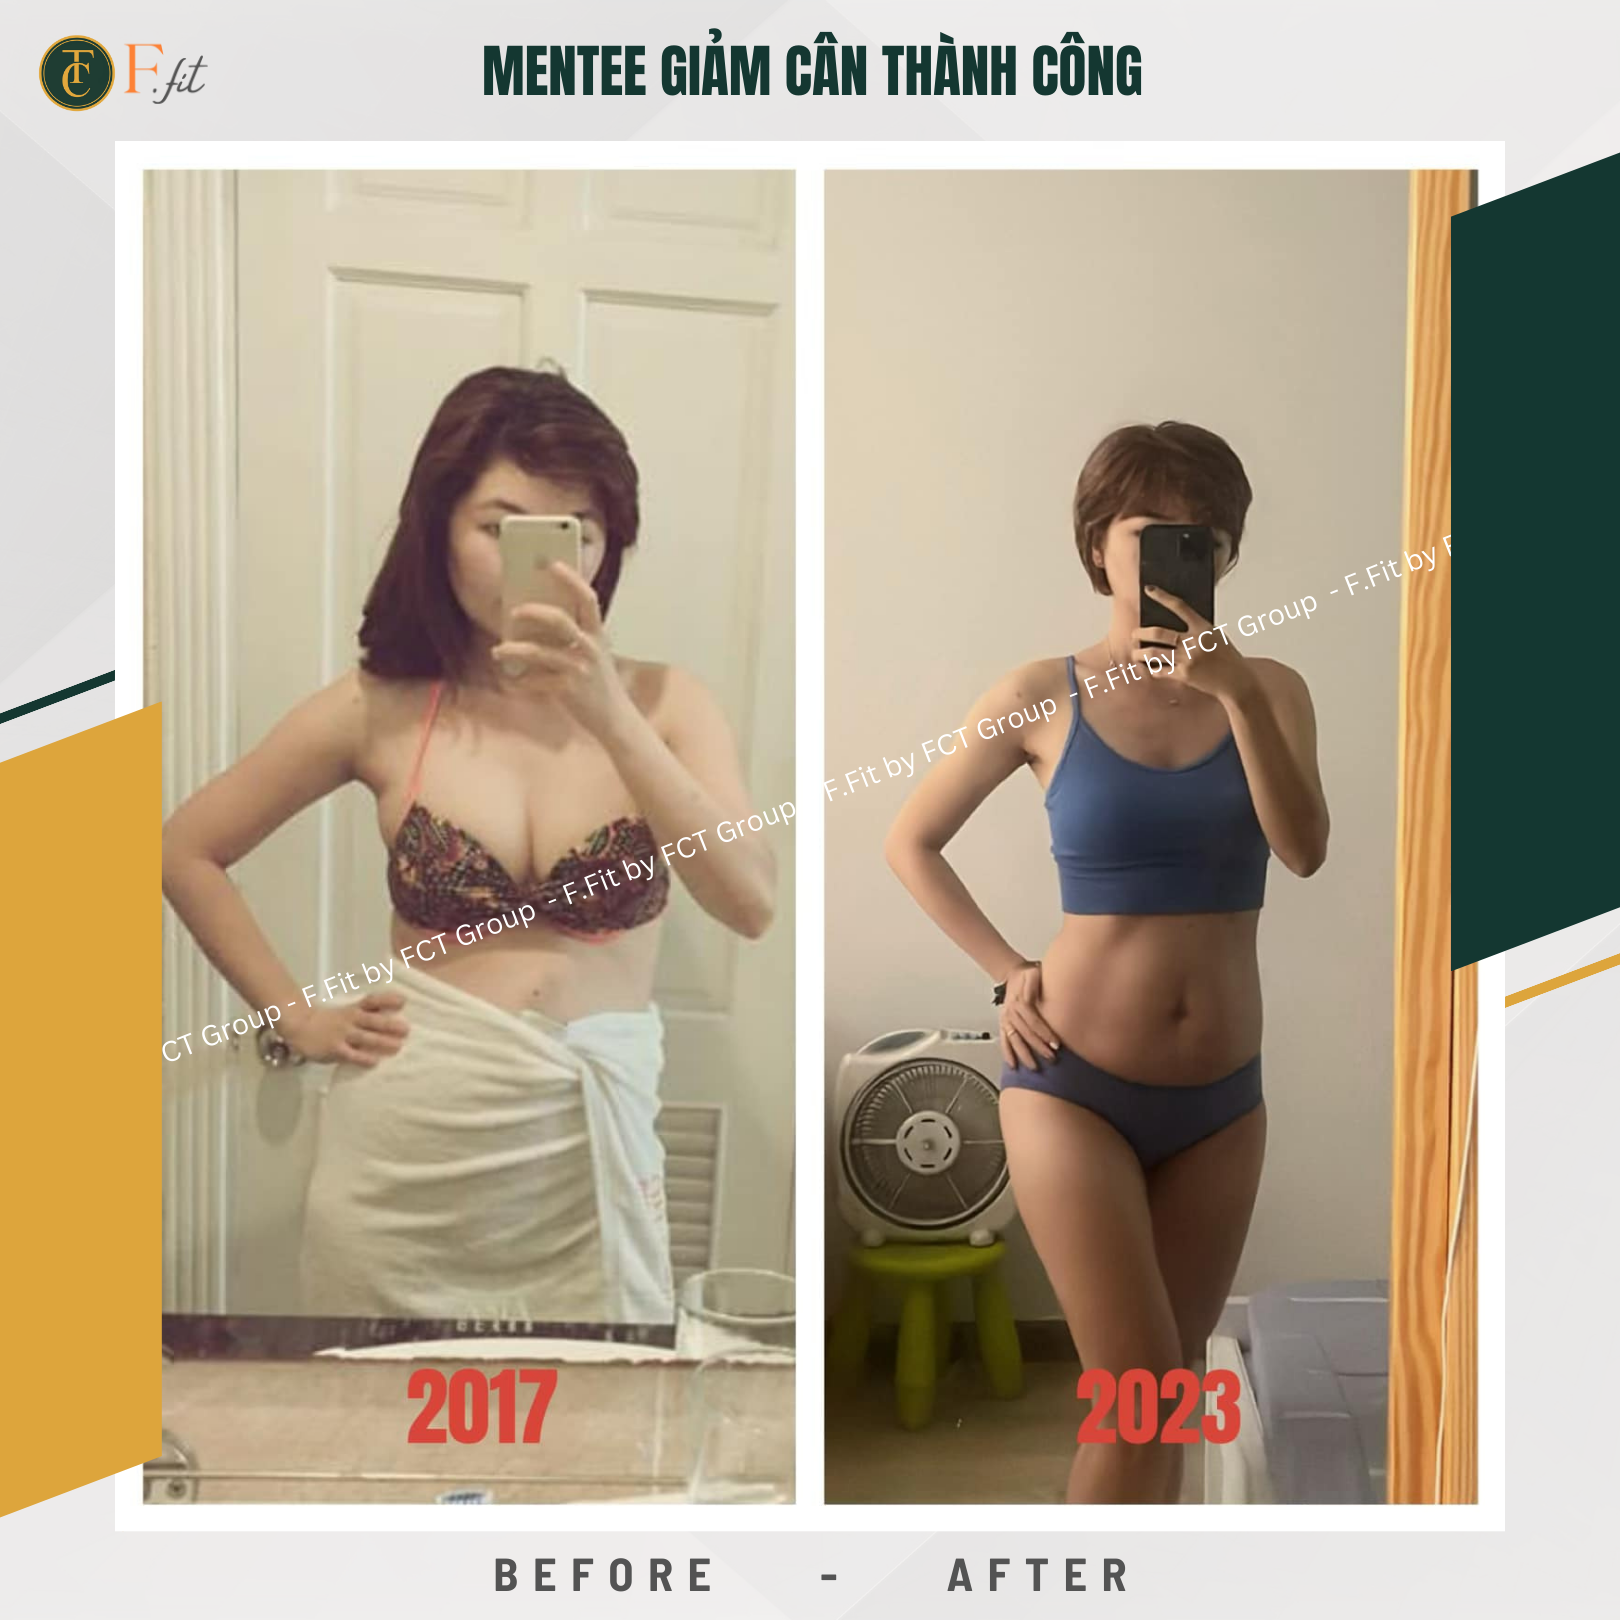 TCF
F.fit
MENTEE GIẢM CÂN THÀNH CÔNG
CT Group - F.Fit by FCT Group - F.Fit by FCT Group
F.Fit by FCT Group - F.Fit by FCT Group - F.Fit by F
2017
2023
BEFORE - AFTER